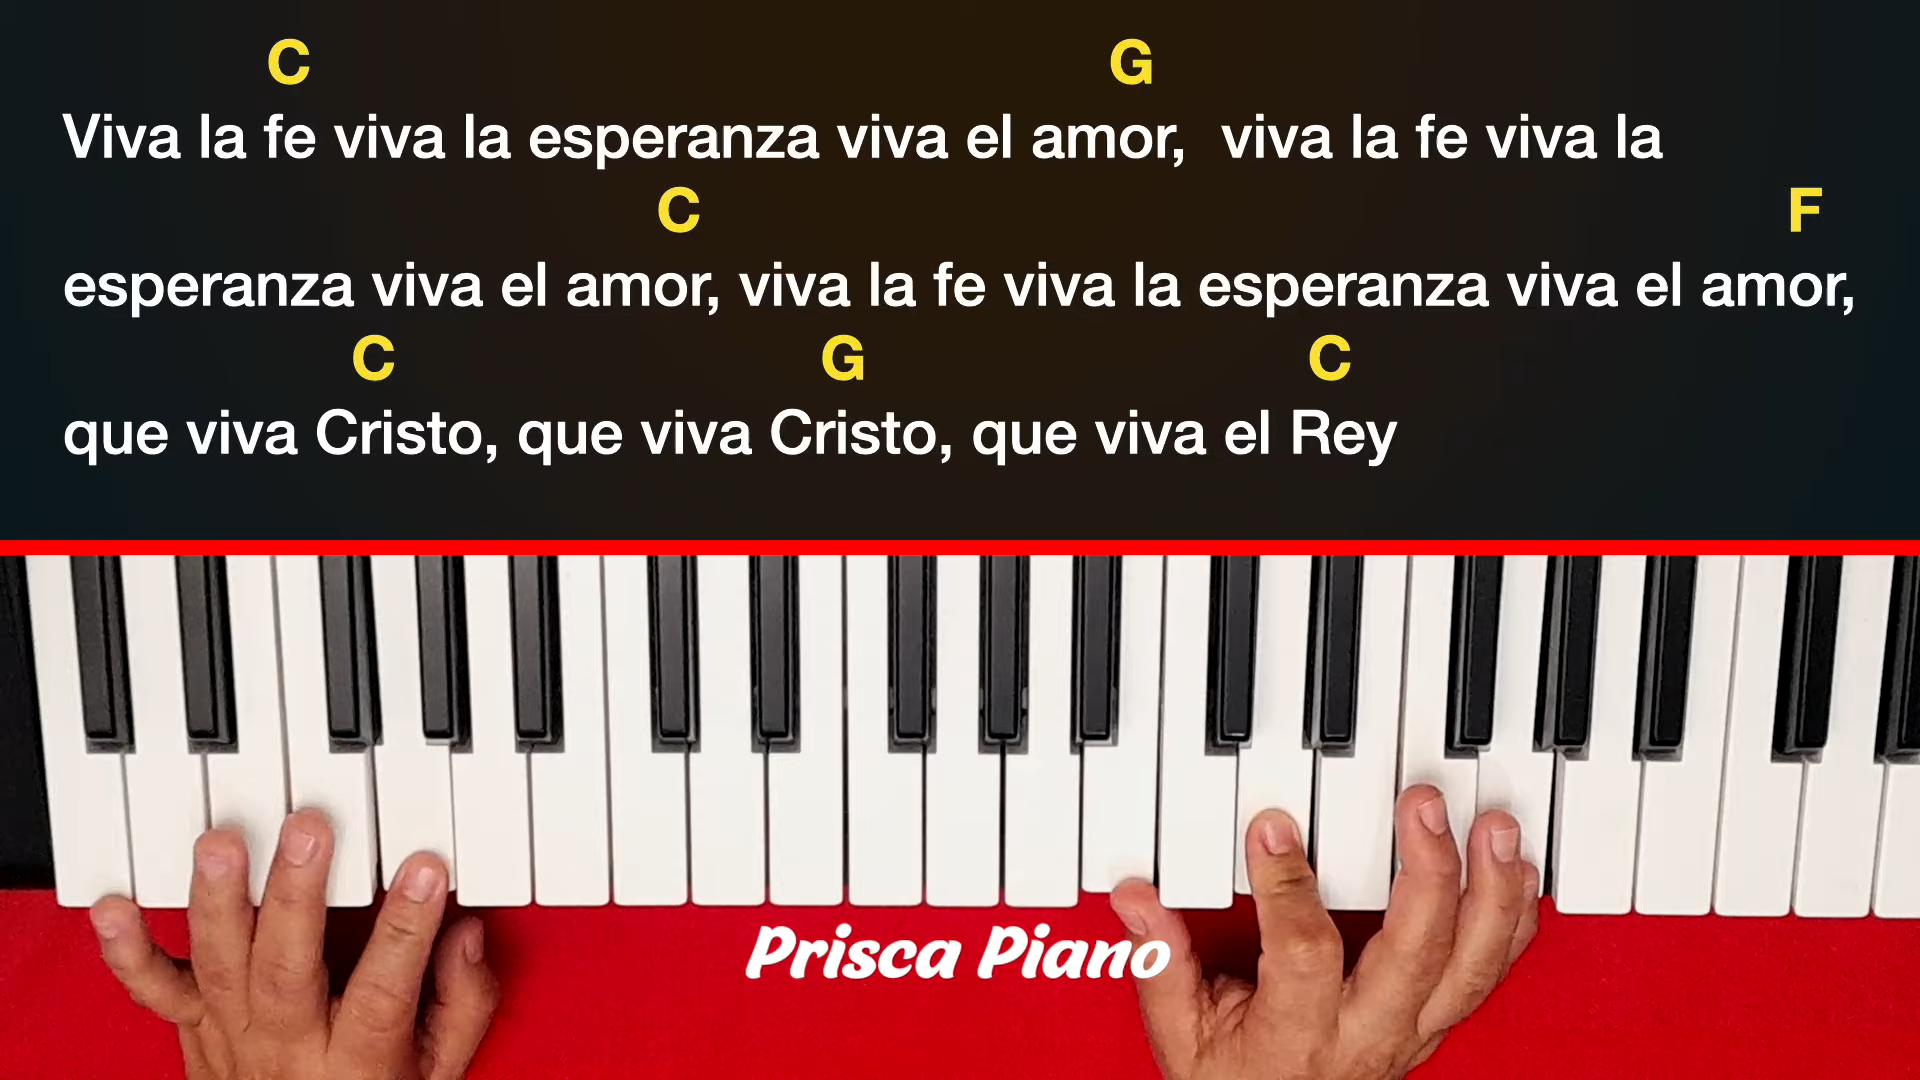 C G
Viva la fe viva la esperanza viva el amor, viva la fe viva la
C F
esperanza viva el amor, viva la fe viva la esperanza viva el amor,
C G C
que viva Cristo, que viva Cristo, que viva el Rey
Prisca Piano